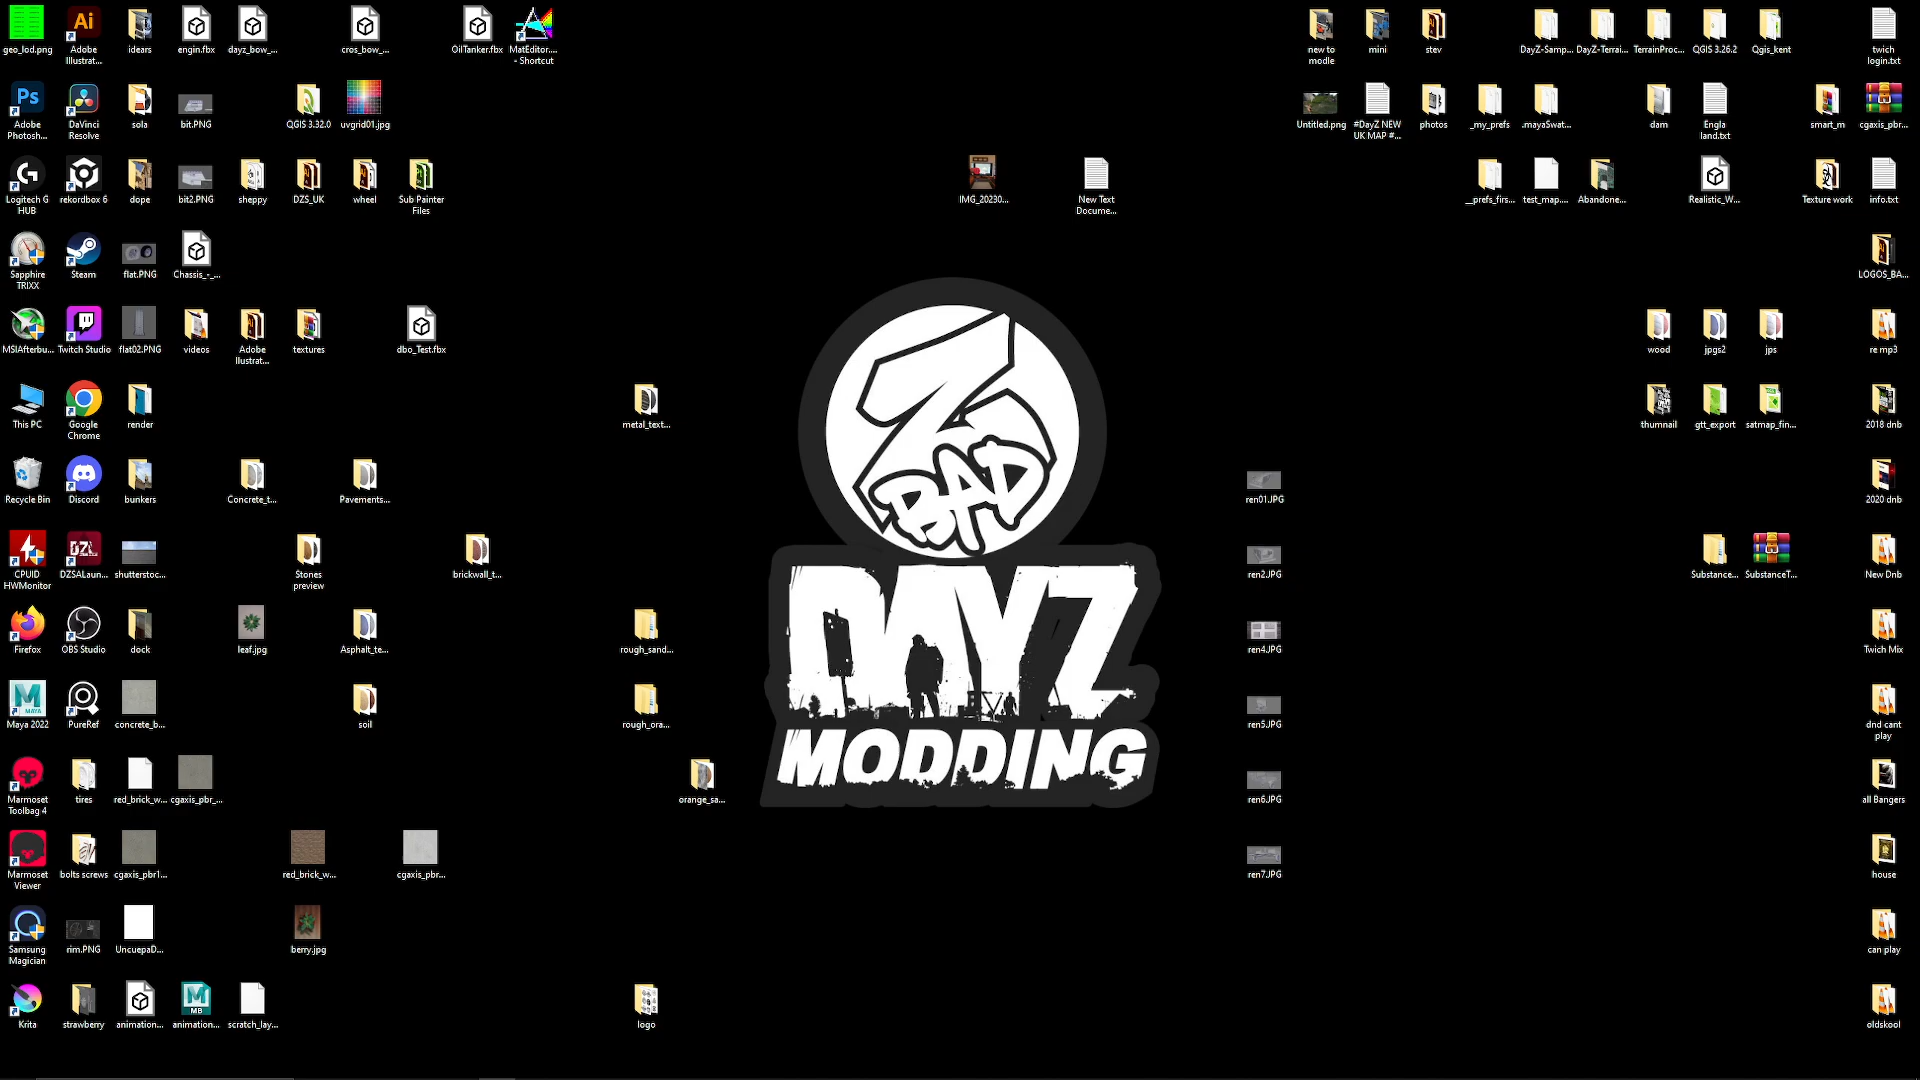 geo_lod.png
Adobe Illustrat...
idears
engin.fbx
dayz_bow_...
cros_bow_...
OilTanker.fbx
MatEditor.... - Shortcut
new to modle
mini
stev
DayZ-Samp...
DayZ-Terrai...
TerrainProc...
QGIS 3.26.2
Qgis_kent
twich login.txt
Adobe Photosh...
DaVinci Resolve
sola
bit.PNG
QGIS 3.32.0
uvgrid01.jpg
Untitled.png
#DayZ NEW UK MAP #...
photos
_my_prefs
.mayaSwat...
dam
Engla land.txt
smart_m
cgaxis_pbr...
Logitech G HUB
rekordbox 6
dope
bit2.PNG
sheppy
DZS_UK
wheel
Sub Painter Files
IMG_20230...
New Text Docume...
__prefs_firs...
test_map....
Abandone...
Realistic_W...
Texture work
info.txt
Sapphire TRIXX
Steam
flat.PNG
Chassis_-_...
LOGOS_BA...
MSIAfterbu...
Twitch Studio
flat02.PNG
videos
Adobe Illustrat...
textures
dbo_Test.fbx
wood
jpgs2
jps
re mp3
This PC
Google Chrome
render
metal_text...
thumnail
gtt_export
satmap_fin...
2018 dnb
Recycle Bin
Discord
bunkers
Concrete_t...
Pavements...
ren01.JPG
2020 dnb
CPUID HWMonitor
DZSALaun...
shutterstoc...
Stones preview
brickwall_t...
ren2.JPG
Substance...
SubstanceT...
New Dnb
Firefox
OBS Studio
dock
leaf.jpg
Asphalt_te...
rough_sand...
ren4.JPG
Twich Mix
Maya 2022
PureRef
concrete_b...
soil
rough_ora...
ren5.JPG
dnd cant play
Marmoset Toolbag 4
tires
red_brick_w...
cgaxis_pbr_...
orange_sa...
ren6.JPG
all Bangers
Marmoset Viewer
bolts screws
cgaxis_pbr1...
red_brick_w...
cgaxis_pbr...
ren7.JPG
house
Samsung Magician
rim.PNG
UncuepaD...
berry.jpg
can play
Krita
strawberry
animation...
animation...
scratch_lay...
logo
oldskool
Z
BAD
DAYZ
MODDING